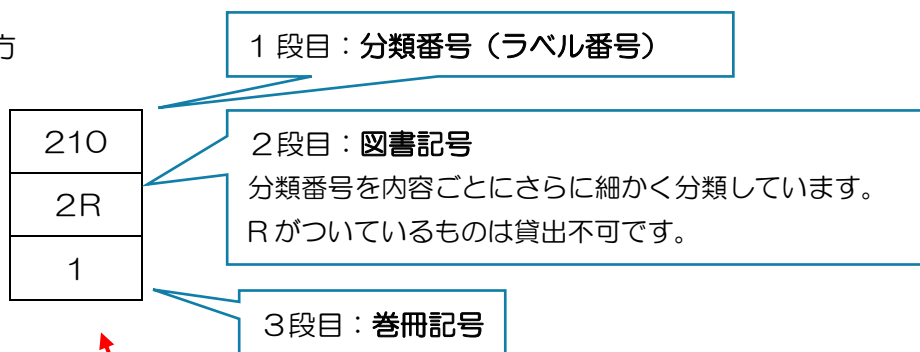 方
1段目：分類番号（ラベル番号）
210
2R
1
2段目：図書記号
分類番号を内容ごとにさらに細かく分類しています。
Rがついているものは貸出不可です。
3段目：巻冊記号